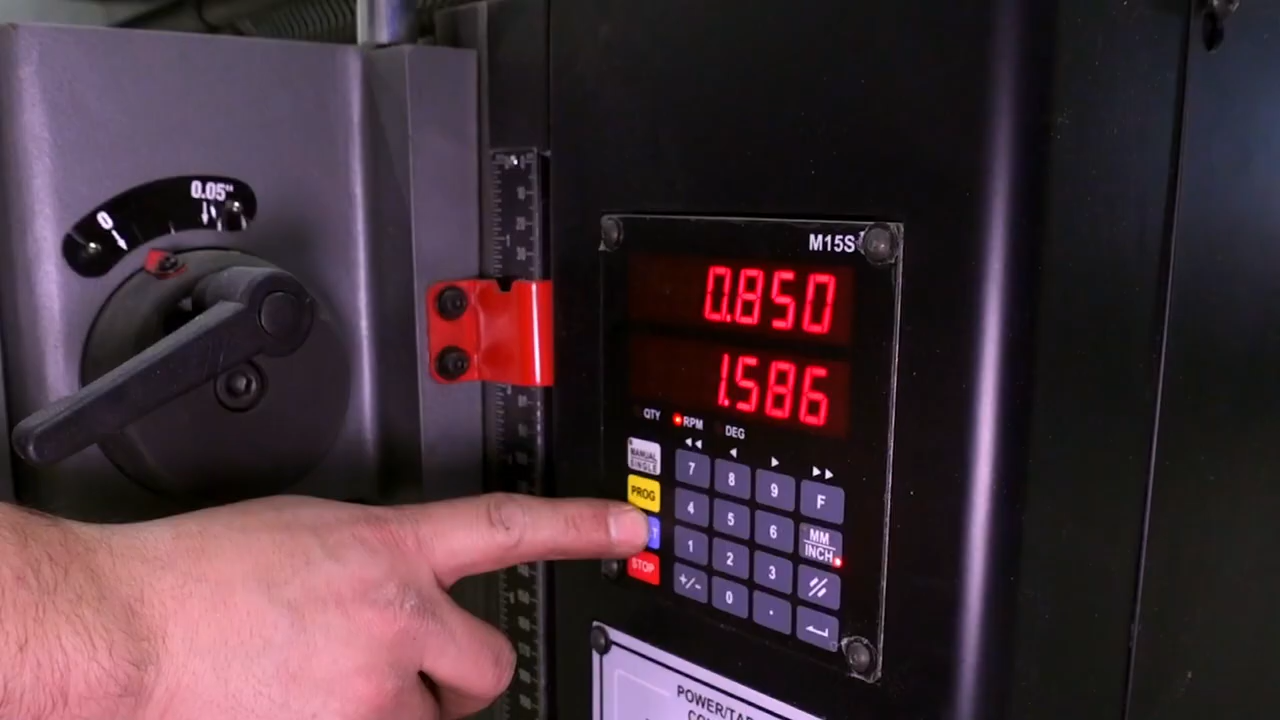 0.05"
0
M15S
0.850
1.586
QTY RPM DEG
MANUAL
SINGLE
7 8 9 F
PROG
4 5 6 MM
INCH
T
1 2 3 //
STOP
+/- 0 .
POWER/TAP